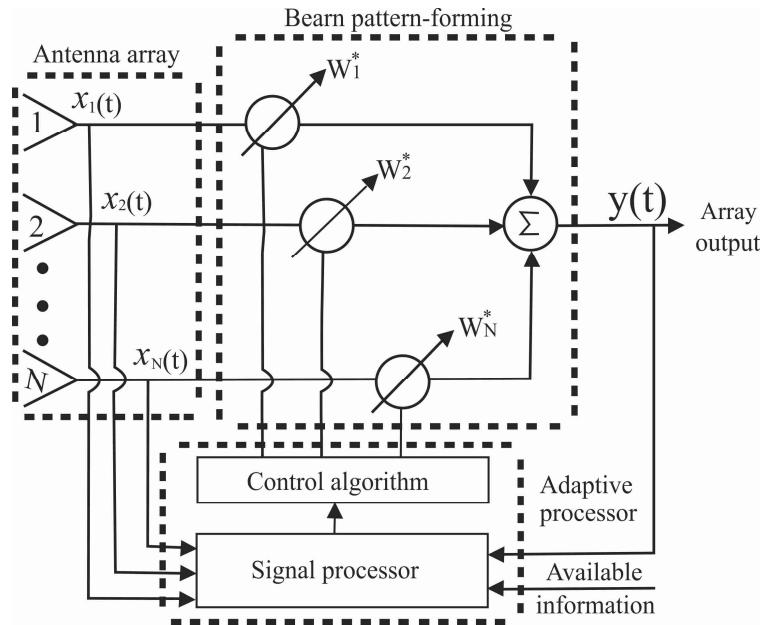 Bearn pattern-forming
Antenna array
1
x1(t)
W1*
2
x2(t)
W2*
Σ
y(t)
Array
output
N
xN(t)
WN*
Control algorithm
Adaptive
processor
Signal processor
Available
information